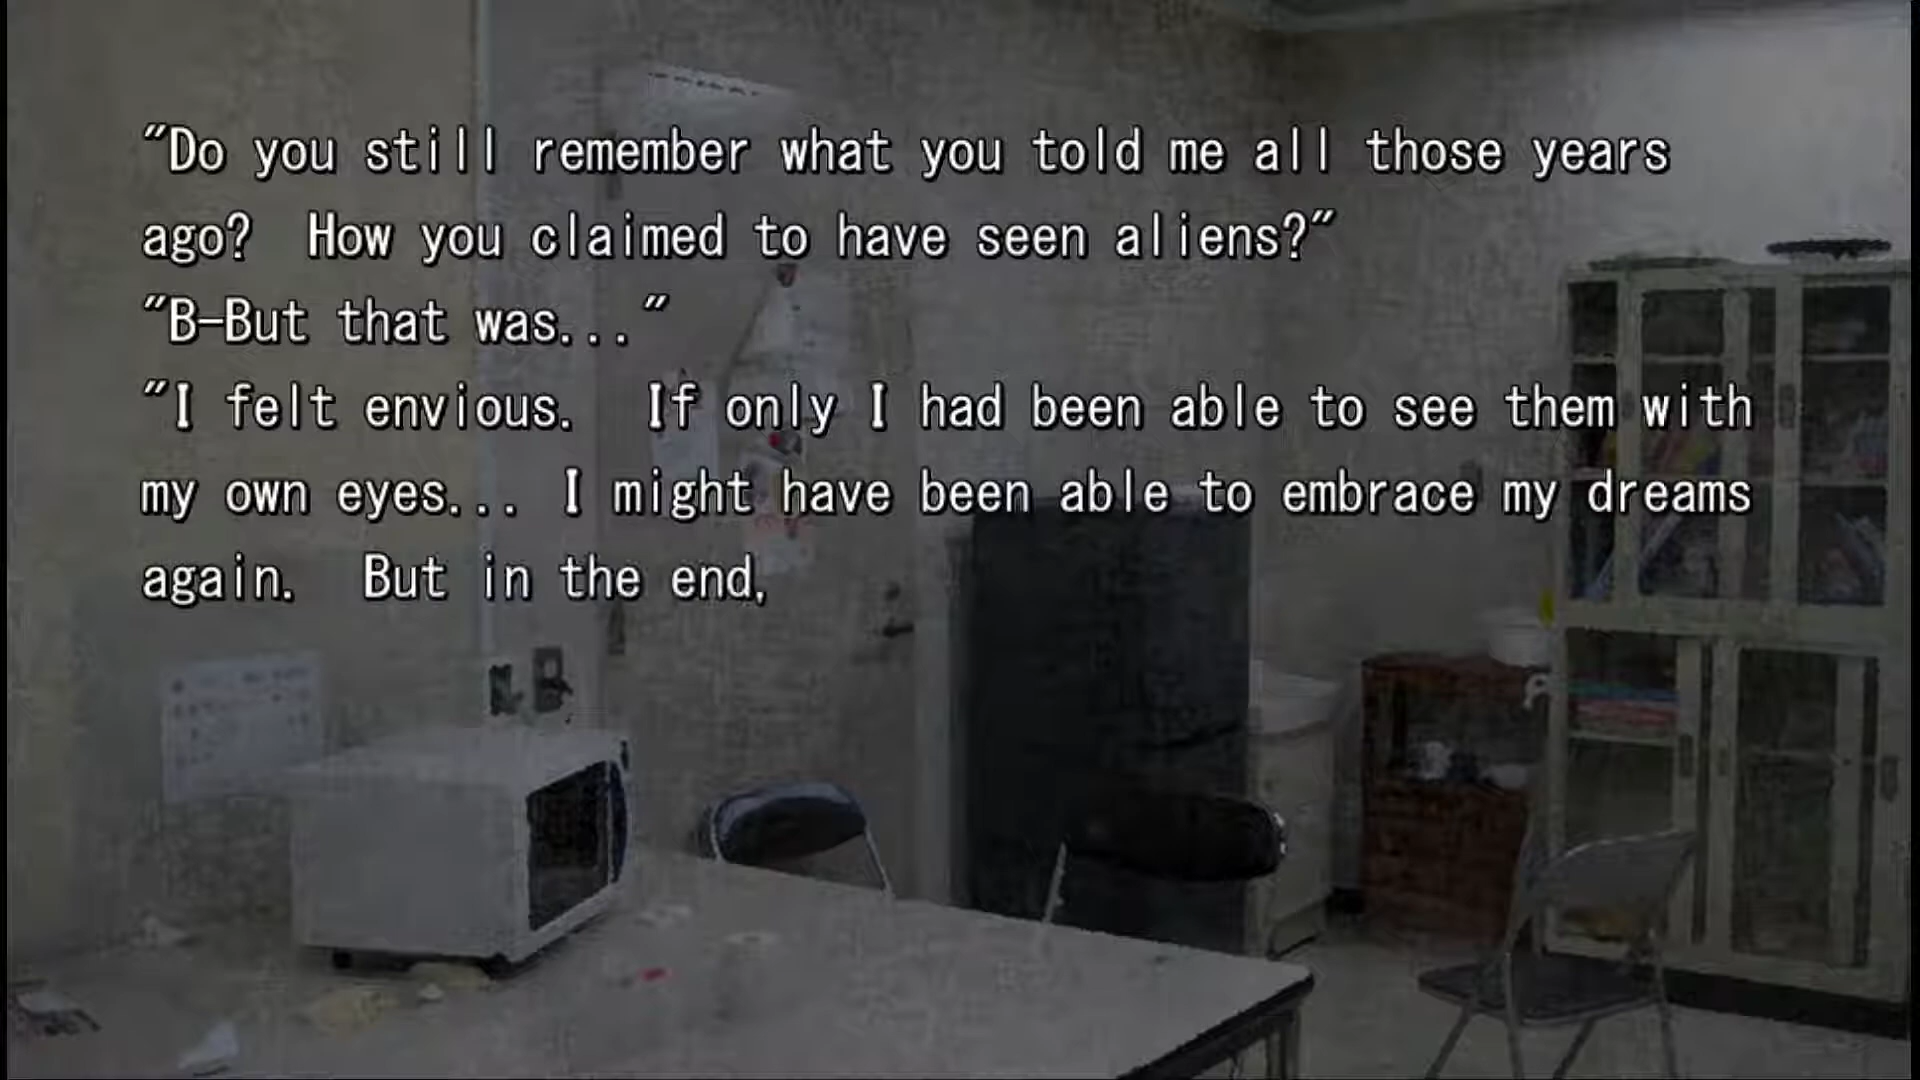 "Do you still remember what you told me all those years
ago?  How you claimed to have seen aliens?"
"B-But that was..."
"I felt envious.  If only I had been able to see them with
my own eyes... I might have been able to embrace my dreams
again.  But in the end,